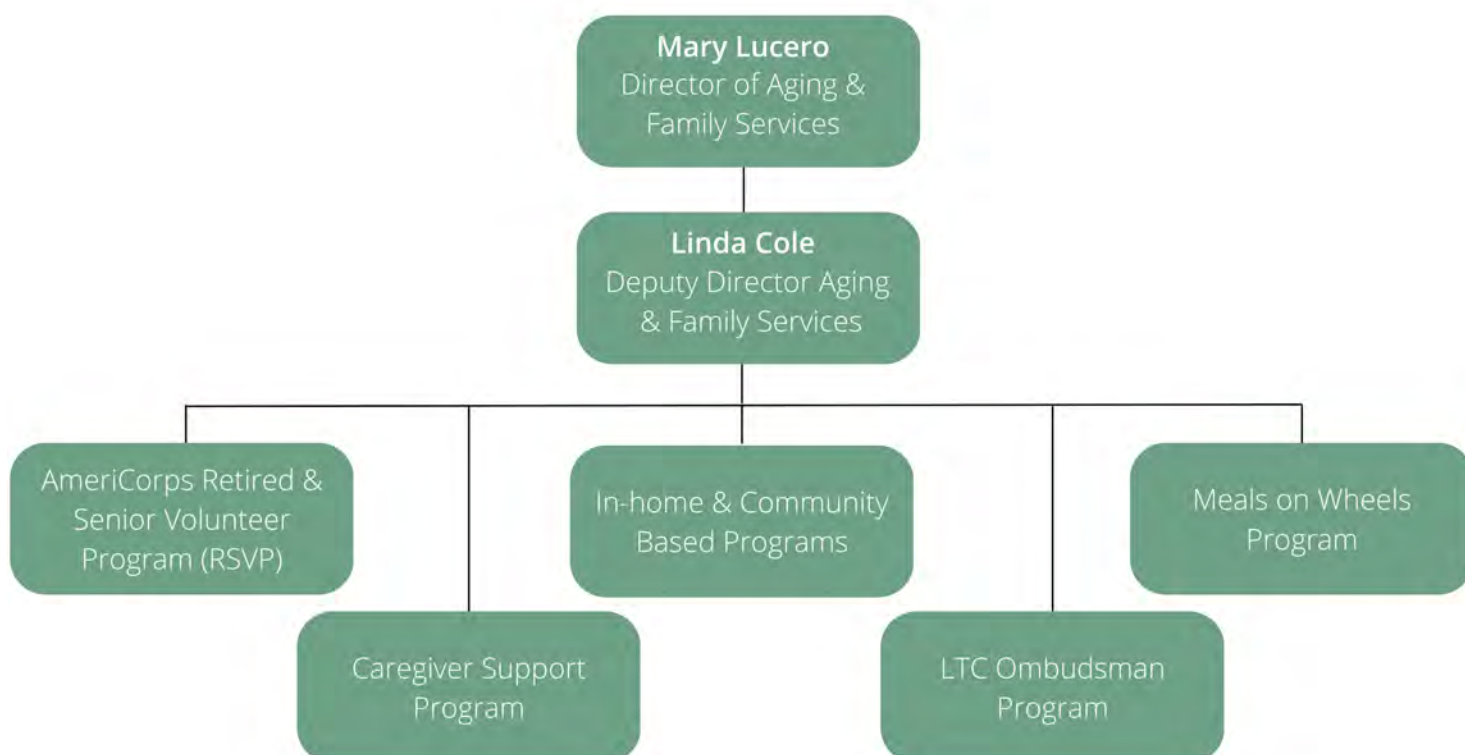 Mary Lucero
Director of Aging &
Family Services
Linda Cole
Deputy Director Aging
& Family Services
AmeriCorps Retired &
Senior Volunteer
Program (RSVP)
Caregiver Support
Program
In-home & Community
Based Programs
LTC Ombudsman
Program
Meals on Wheels
Program